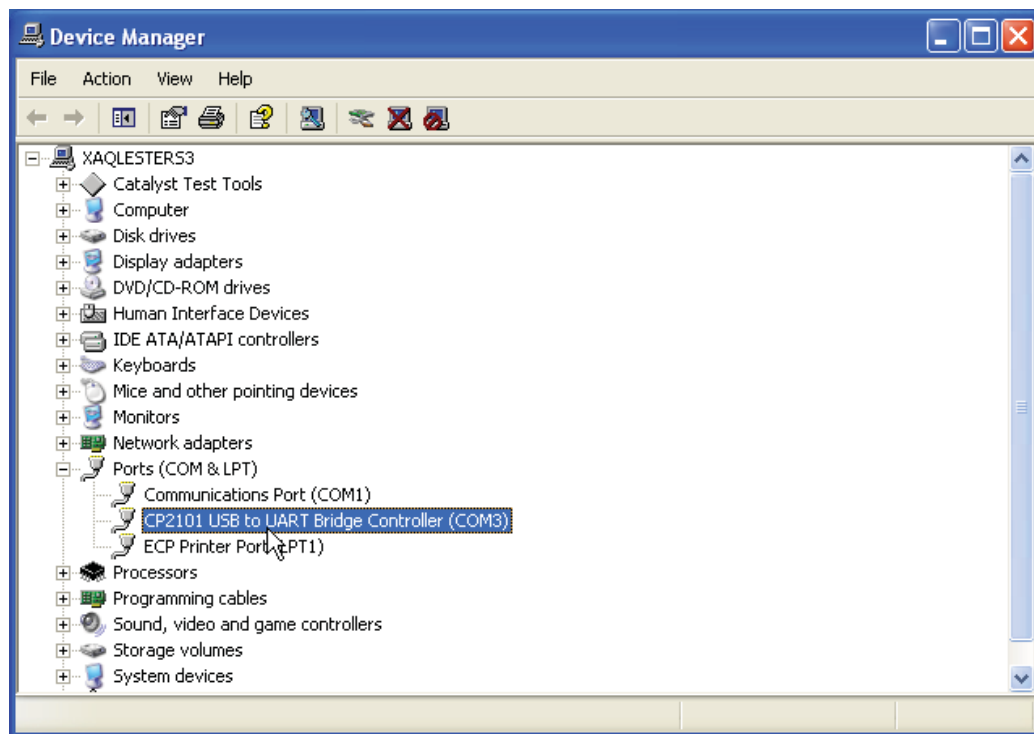 Device Manager
File Action View Help
XAQLESTERS3
Catalyst Test Tools
Computer
Disk drives
Display adapters
DVD/CD-ROM drives
Human Interface Devices
IDE ATA/ATAPI controllers
Keyboards
Mice and other pointing devices
Monitors
Network adapters
Ports (COM & LPT)
Communications Port (COM1)
CP2101 USB to UART Bridge Controller (COM3)
ECP Printer Port (LPT1)
Processors
Programming cables
Sound, video and game controllers
Storage volumes
System devices